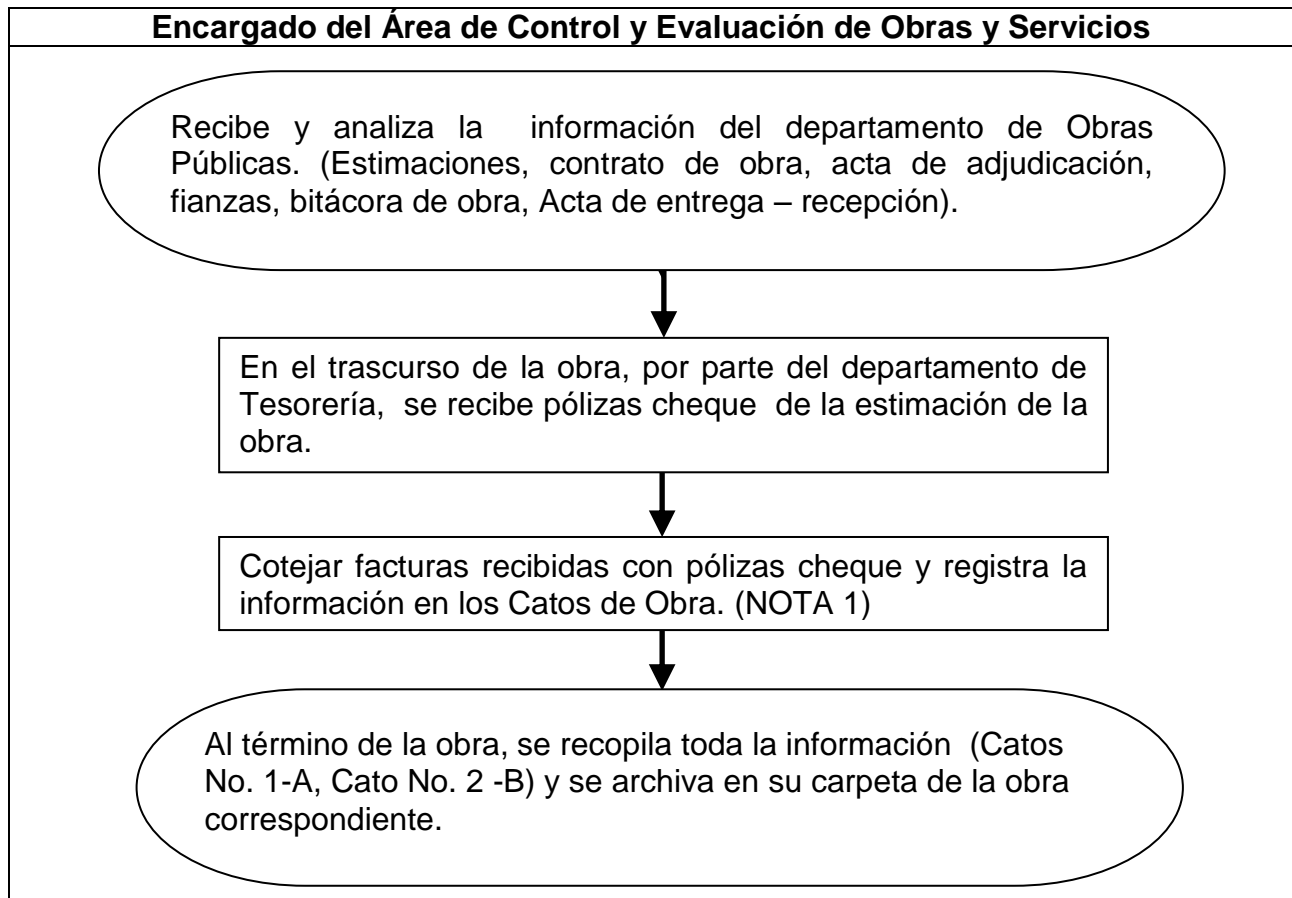 Encargado del Área de Control y Evaluación de Obras y Servicios
Recibe y analiza la información del departamento de Obras
Públicas. (Estimaciones, contrato de obra, acta de adjudicación,
fianzas, bitácora de obra, Acta de entrega – recepción).
En el trascurso de la obra, por parte del departamento de
Tesorería, se recibe pólizas cheque de la estimación de la
obra.
Cotejar facturas recibidas con pólizas cheque y registra la
información en los Catos de Obra. (NOTA 1)
Al término de la obra, se recopila toda la información (Catos
No. 1-A, Cato No. 2 -B) y se archiva en su carpeta de la obra
correspondiente.